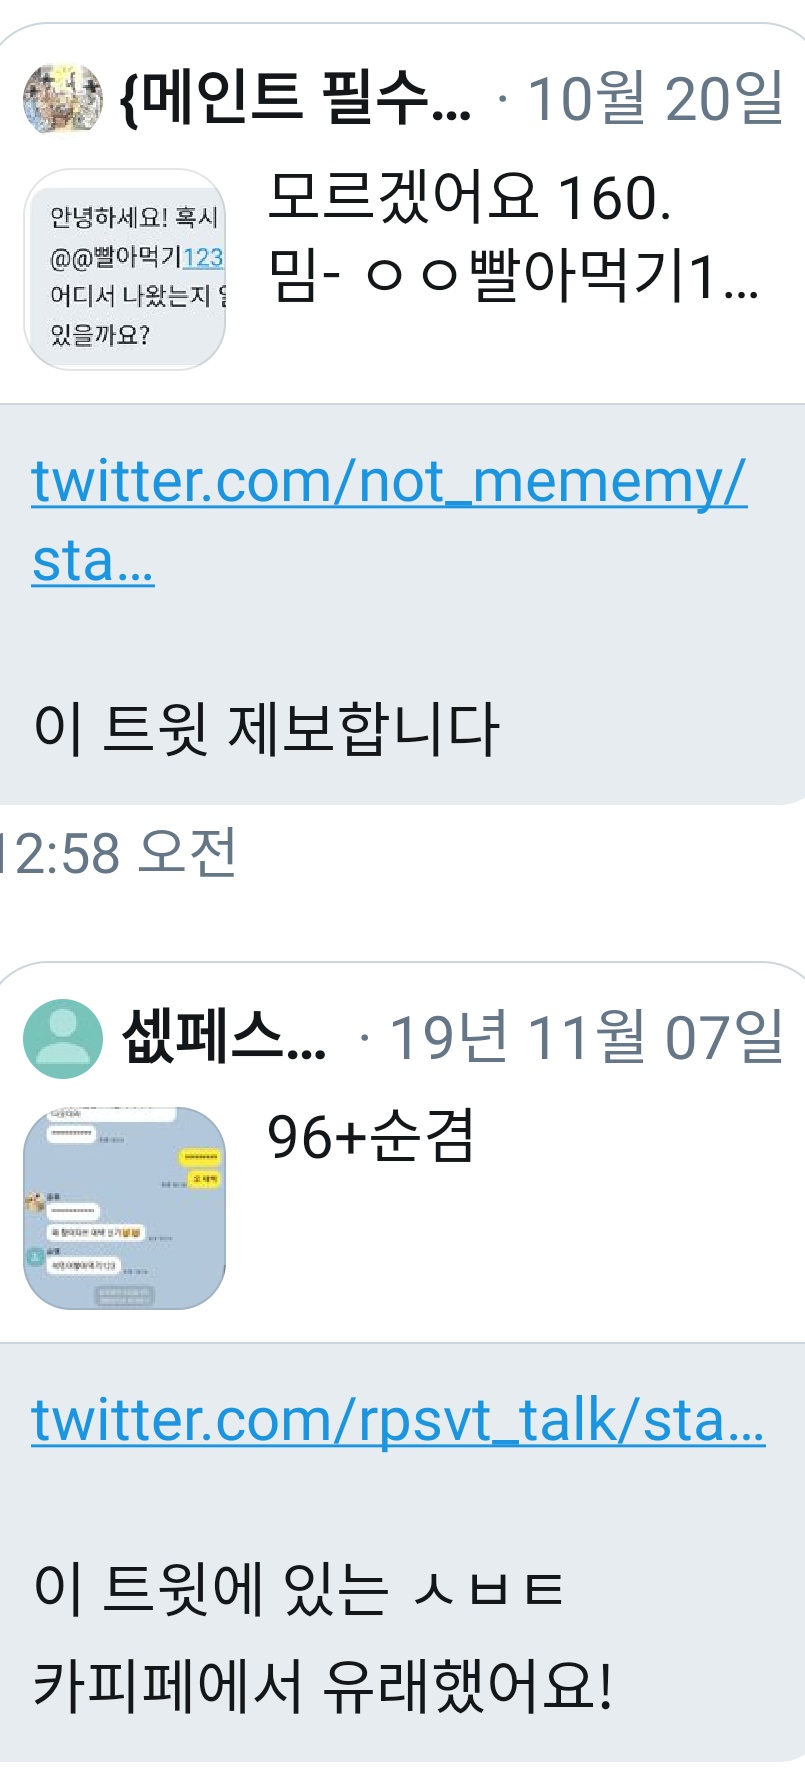 {메인트 필수... · 10월 20일
안녕하세요! 혹시
@@빨아먹기123
어디서 나왔는지
있을까요?
모르겠어요 160.
밈- ㅇㅇ빨아먹기1...
twitter.com/not_mememy/
sta...
이 트윗 제보합니다
12:58 오전
셊페스... · 19년 11월 07일
96+순겸
twitter.com/rpsvt_talk/sta...
이 트윗에 있는 ㅅㅂㅌ
카피페에서 유래했어요!